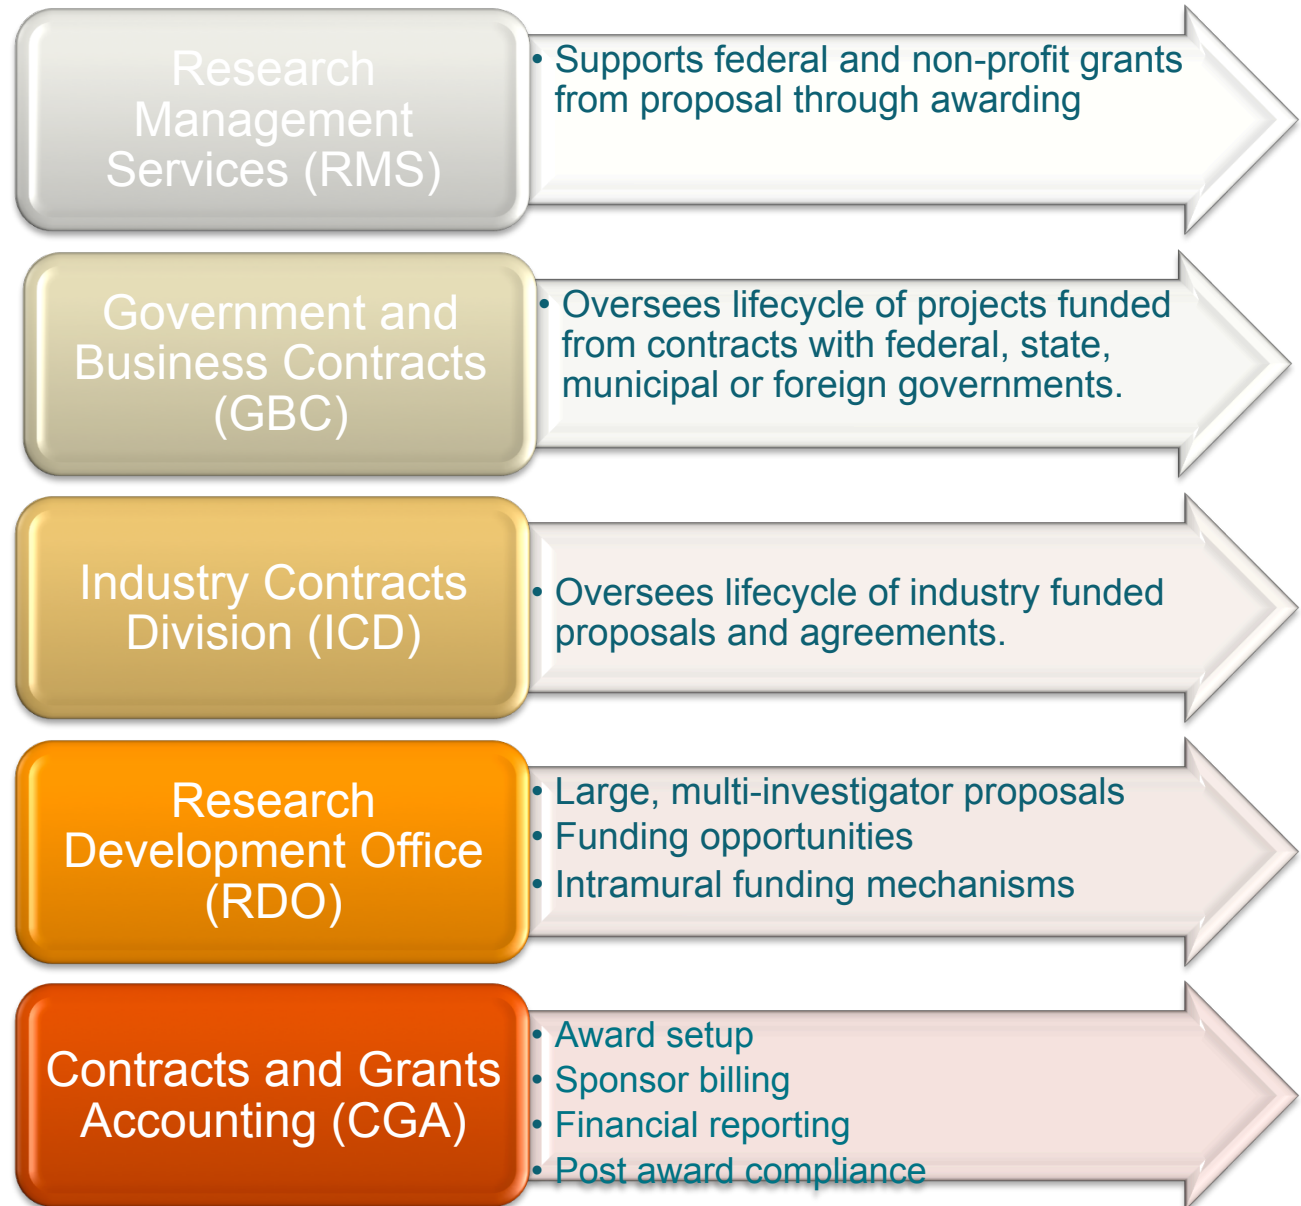 Research
Management
Services (RMS)
• Supports federal and non-profit grants
from proposal through awarding
Government and
Business Contracts
(GBC)
• Oversees lifecycle of projects funded
from contracts with federal, state,
municipal or foreign governments.
Industry Contracts
Division (ICD)
• Oversees lifecycle of industry funded
proposals and agreements.
Research
Development Office
(RDO)
• Large, multi-investigator proposals
• Funding opportunities
• Intramural funding mechanisms
Contracts and Grants
Accounting (CGA)
• Award setup
• Sponsor billing
• Financial reporting
• Post award compliance